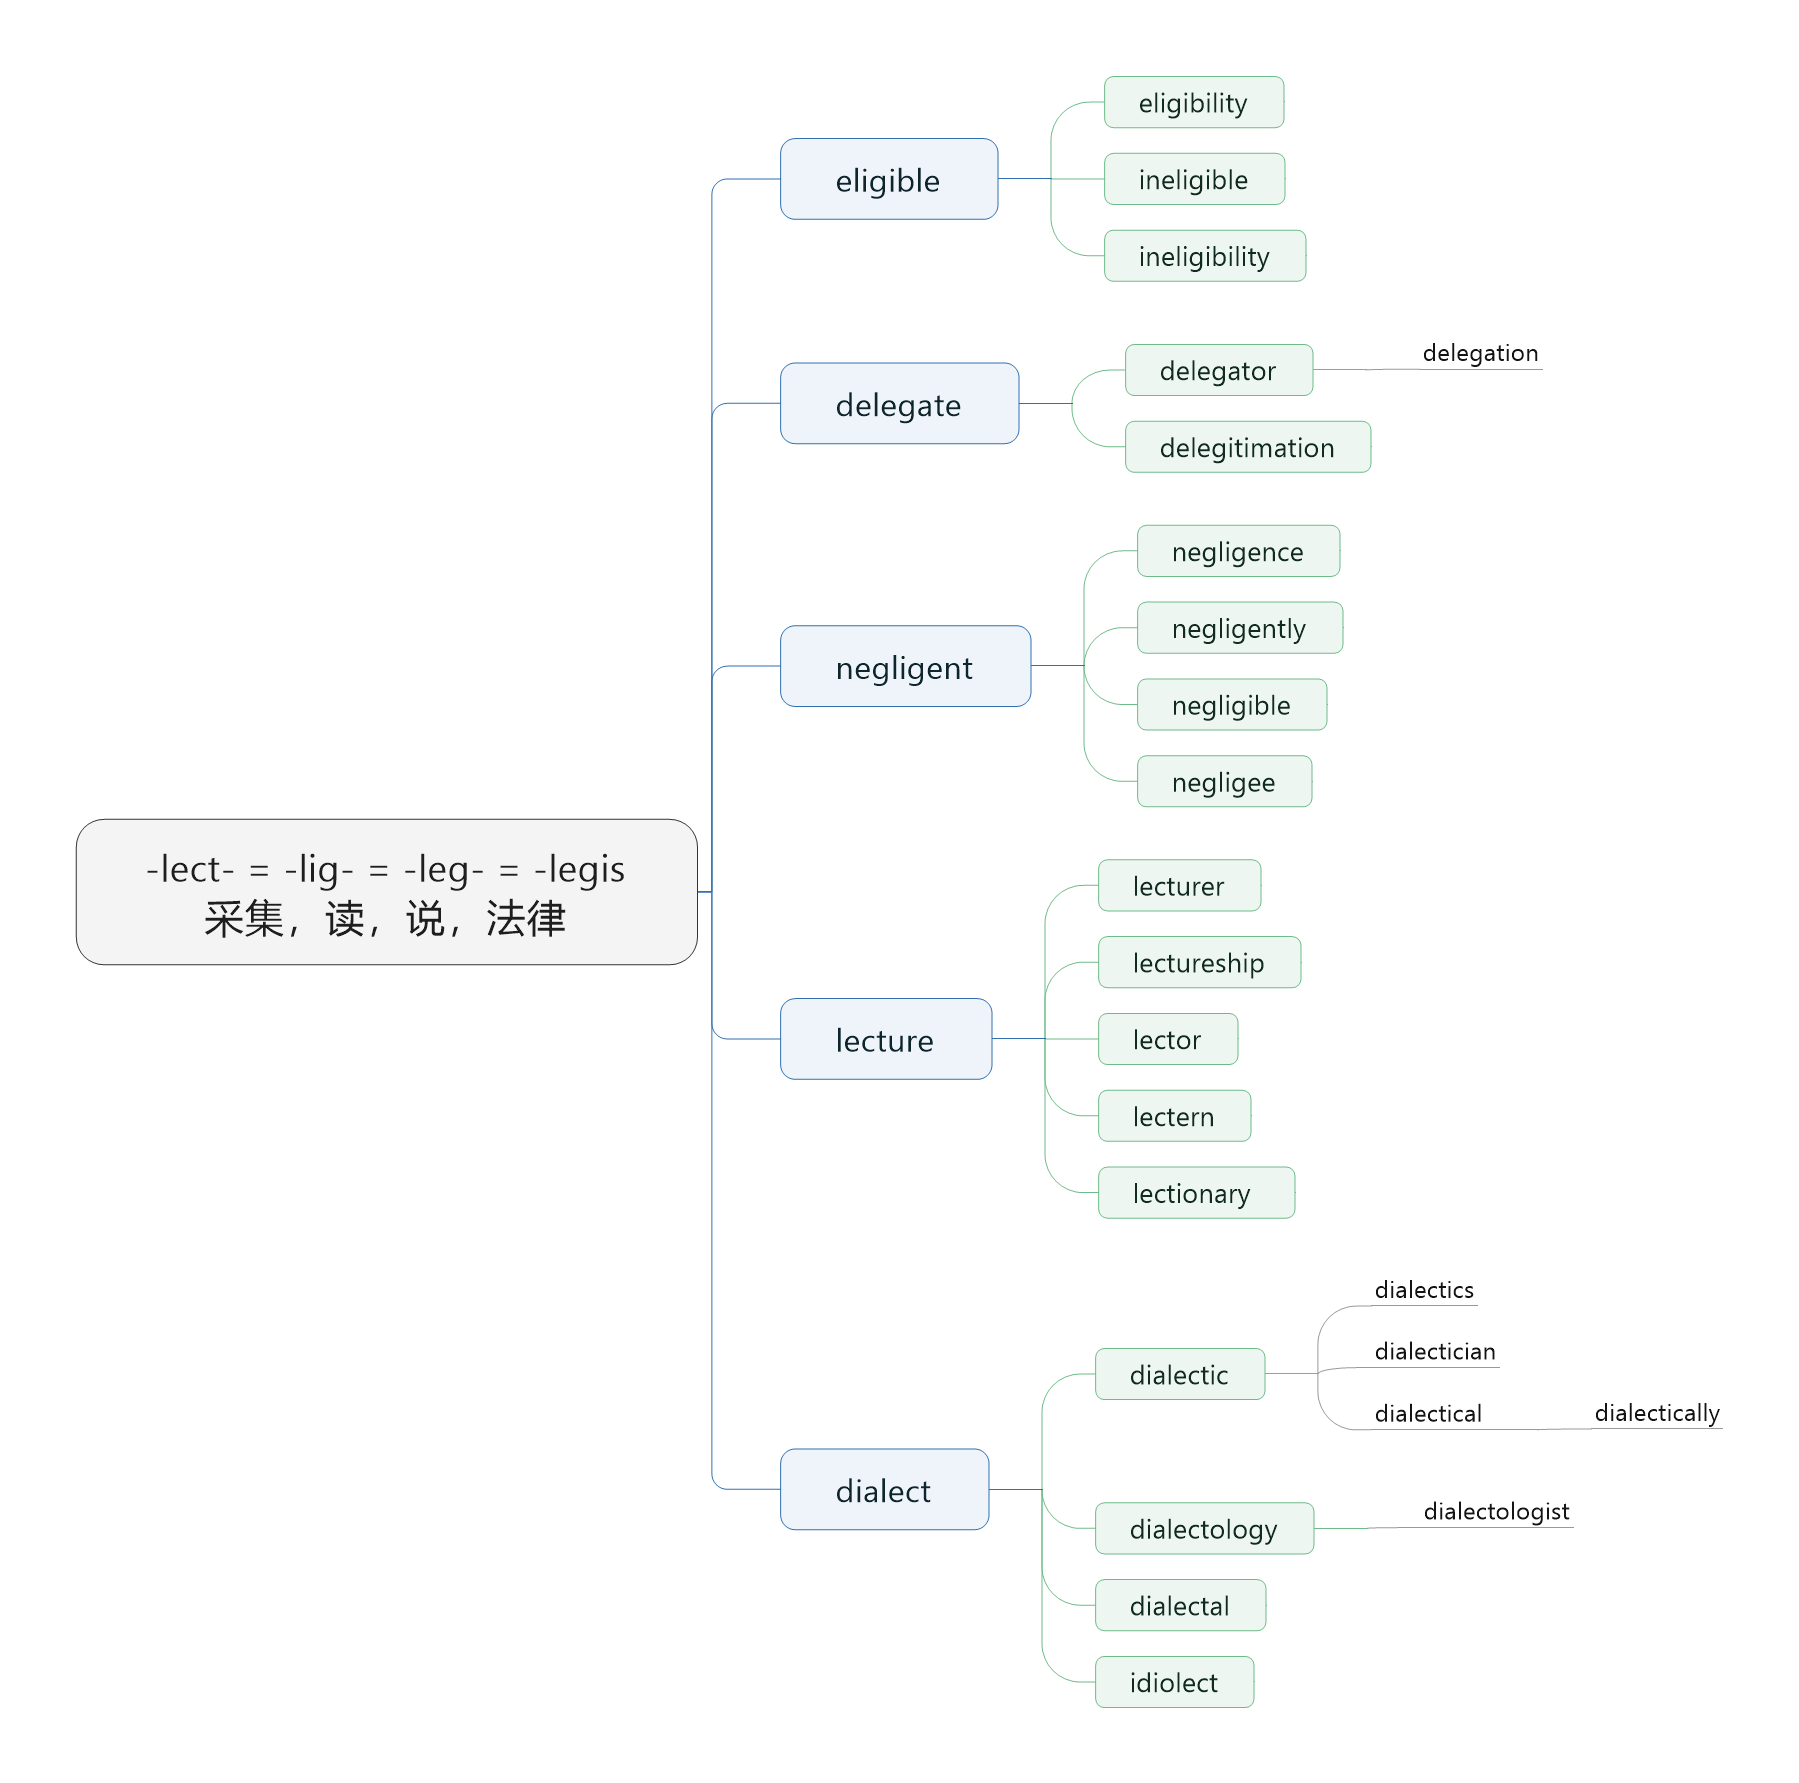 -lect- = -lig- = -leg- = -legis
采集，读，说，法律
eligible
eligibility
ineligible
ineligibility
delegate
delegator
delegation
delegitimation
negligent
negligence
negligently
negligible
negligee
lecture
lecturer
lectureship
lector
lectern
lectionary
dialect
dialectic
dialectics
dialectician
dialectical
dialectically
dialectology
dialectologist
dialectal
idiolect